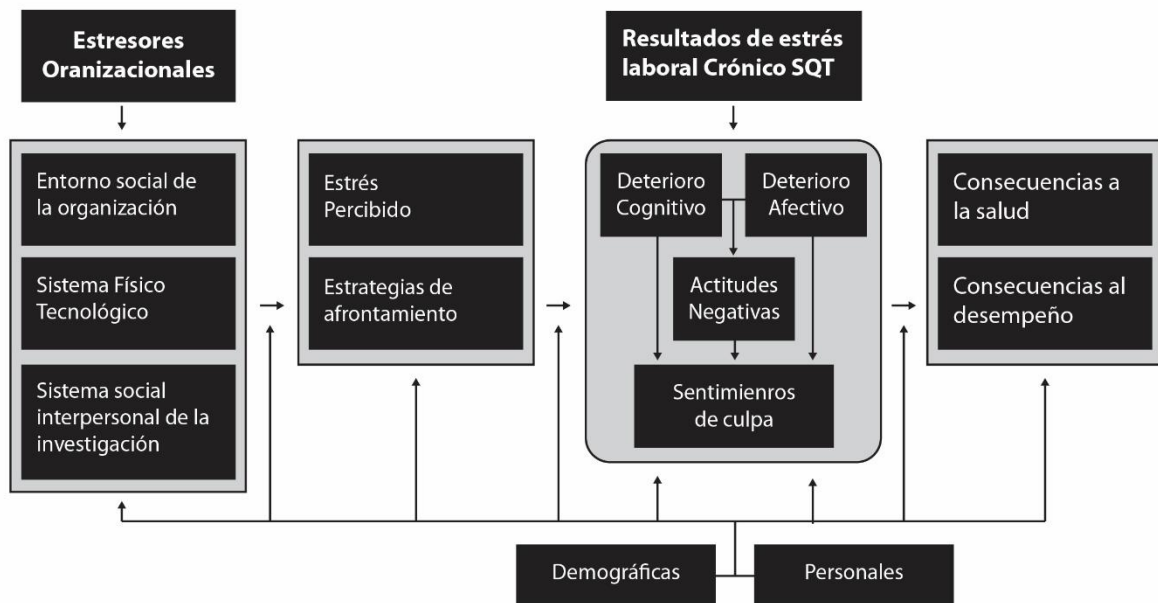 Estresores
Oranizacionales
Resultados de estrés
laboral Crónico SQT
Entorno social de
la organización
Sistema Físico
Tecnológico
Sistema social
interpersonal de la
investigación
Estrés
Percibido
Estrategias de
afrontamiento
Deterioro
Cognitivo
Deterioro
Afectivo
Actitudes
Negativas
Sentimienros
de culpa
Consecuencias a
la salud
Consecuencias al
desempeño
Demográficas
Personales